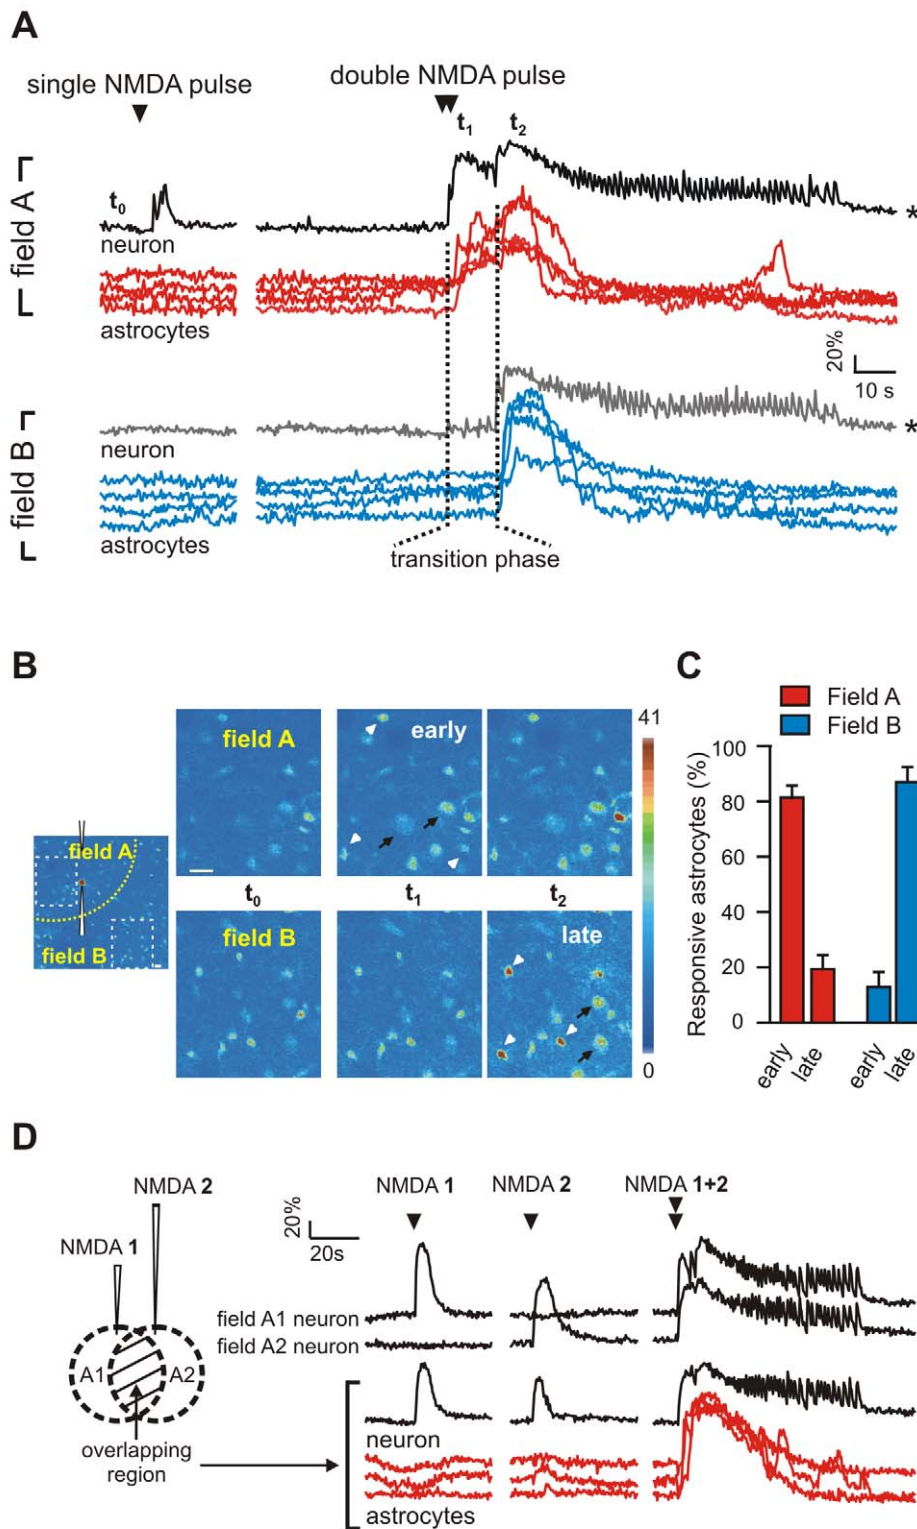 A
single NMDA pulse
double NMDA pulse
t1
t2
field A
t0
neuron
*
astrocytes
20%
10 s
field B
neuron
*
astrocytes
transition phase
B
field A
early
41
field A
field B
t0
t1
t2
field B
late
0
C
Field A
Field B
Responsive astrocytes (%)
100
80
60
40
20
0
early
late
early
late
D
NMDA 2
NMDA 1
A1
A2
overlapping
region
20%
20s
NMDA 1
NMDA 2
NMDA 1+2
field A1 neuron
field A2 neuron
neuron
astrocytes